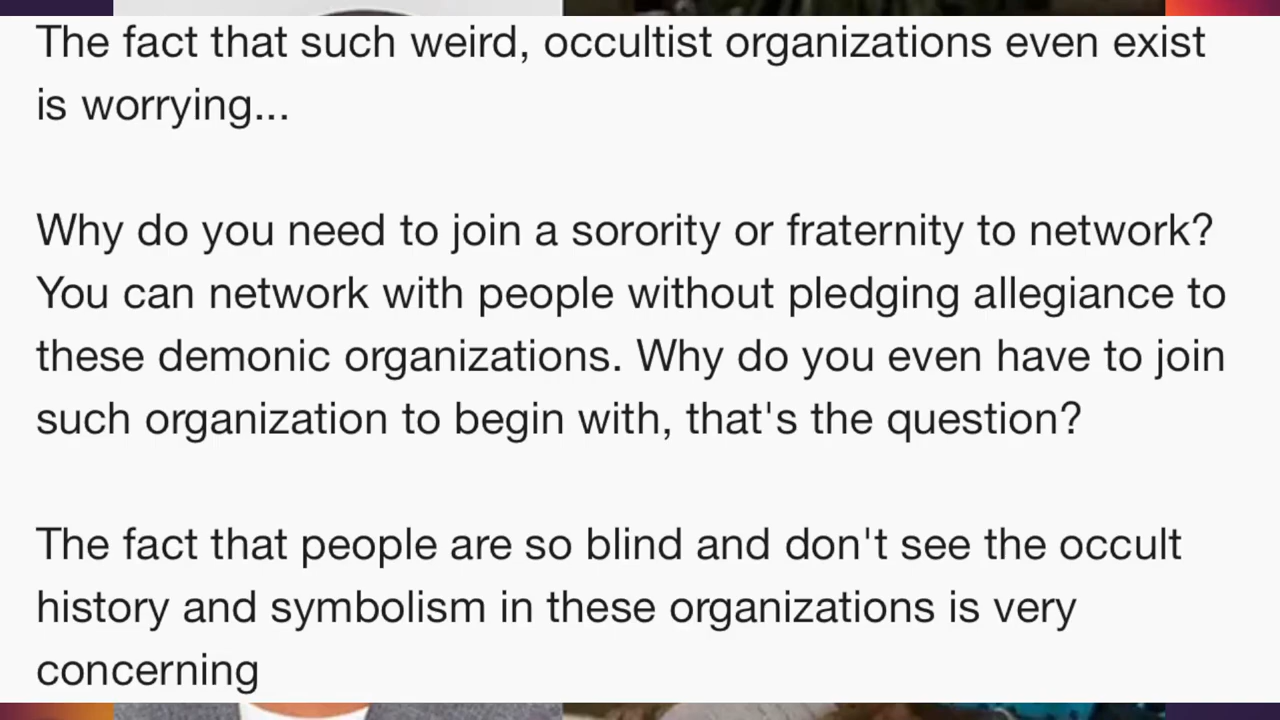 The fact that such weird, occultist organizations even exist
is worrying...
Why do you need to join a sorority or fraternity to network?
You can network with people without pledging allegiance to
these demonic organizations. Why do you even have to join
such organization to begin with, that's the question?
The fact that people are so blind and don't see the occult
history and symbolism in these organizations is very
concerning